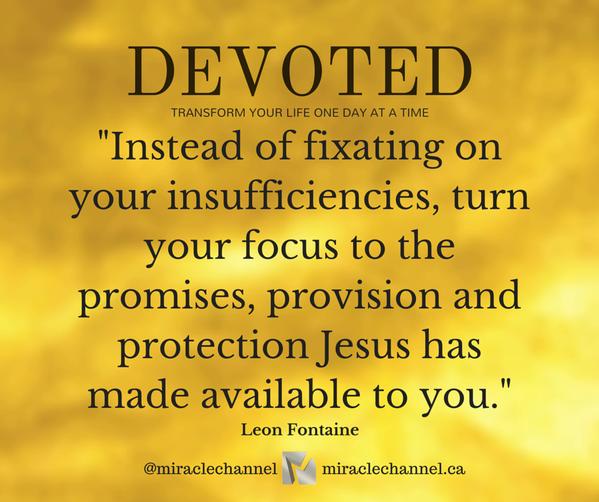 DEVOTED
TRANSFORM YOUR LIFE ONE DAY AT A TIME
"Instead of fixating on
your insufficiencies, turn
your focus to the
promises, provision and
protection Jesus has
made available to you."
Leon Fontaine
@miraclechannel miraclechannel.ca